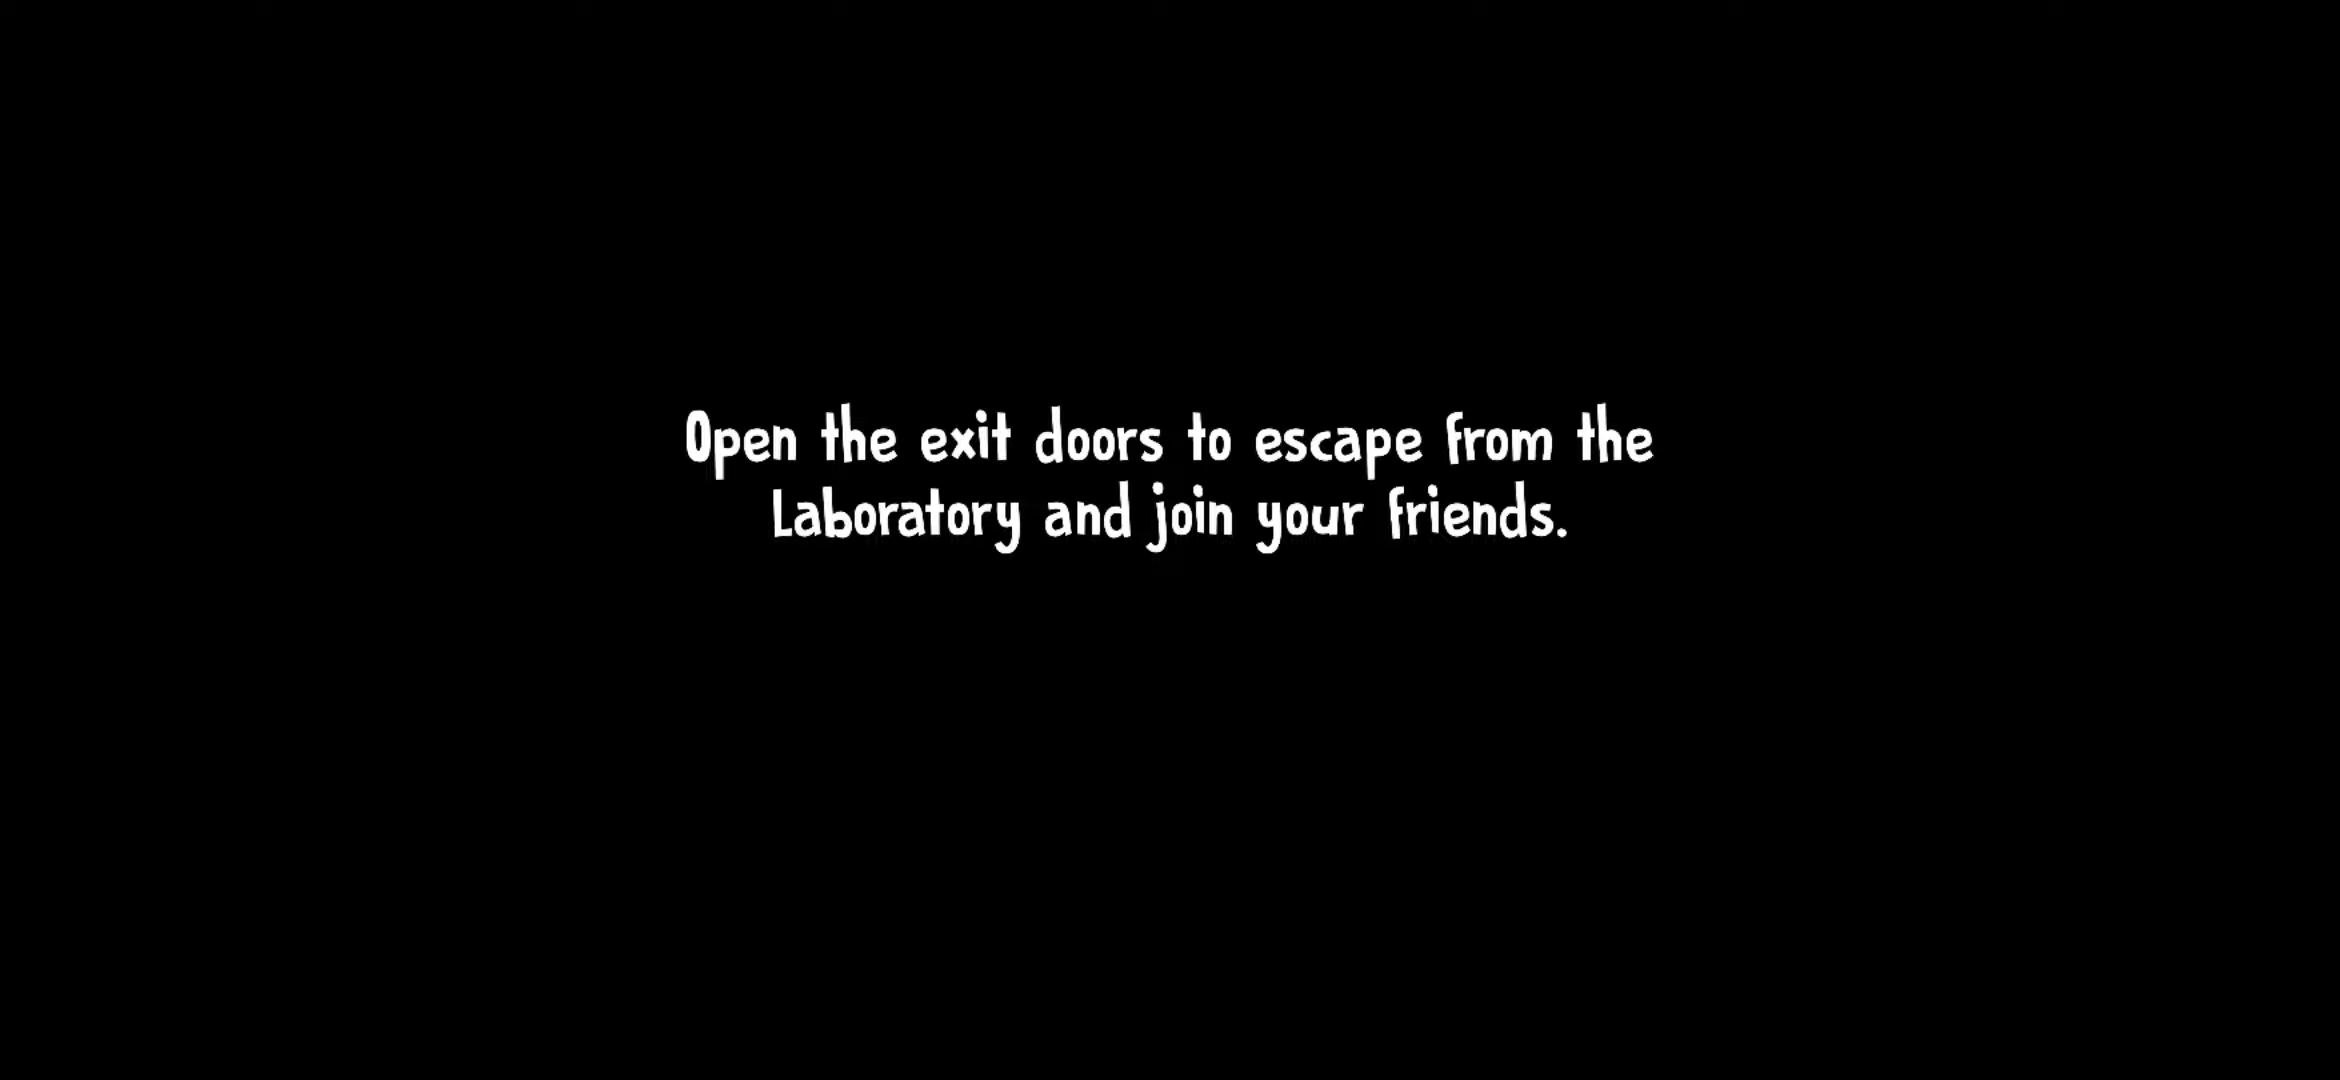 Open the exit doors to escape from the
Laboratory and join your friends.